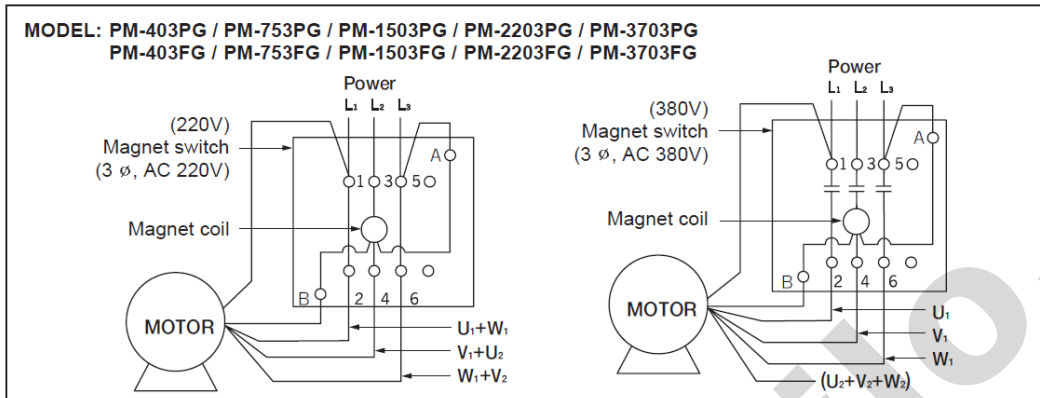 MODEL: PM-403PG / PM-753PG / PM-1503PG / PM-2203PG / PM-3703PG
PM-403FG / PM-753FG / PM-1503FG / PM-2203FG / PM-3703FG
Power
L₁ L₂ L₃
(220V)
Magnet switch
(3 ø, AC 220V)
A
1 3 5
Magnet coil
B
2 4 6
MOTOR
U₁+W₁
V₁+U₂
W₁+V₂
Power
L₁ L₂ L₃
(380V)
Magnet switch
(3 ø, AC 380V)
A
1 3 5
Magnet coil
B
2 4 6
MOTOR
U₁
V₁
W₁
(U₂+V₂+W₂)